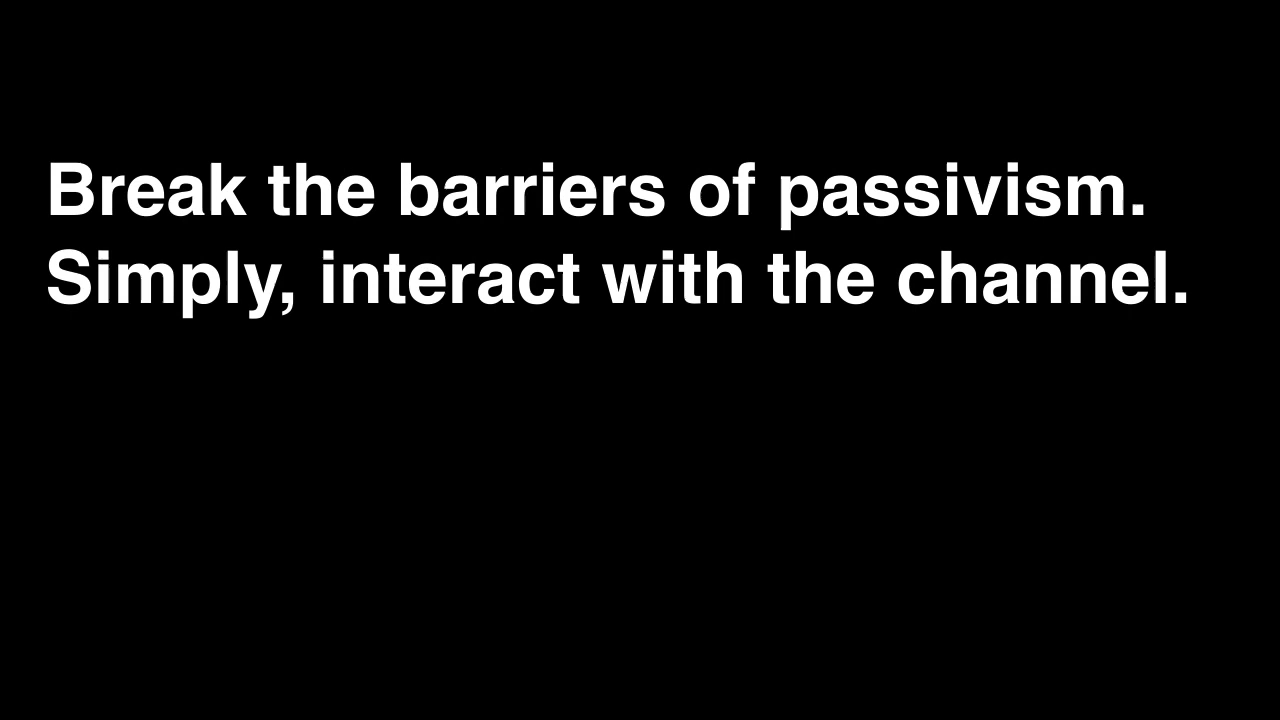 Break the barriers of passivism.
Simply, interact with the channel.